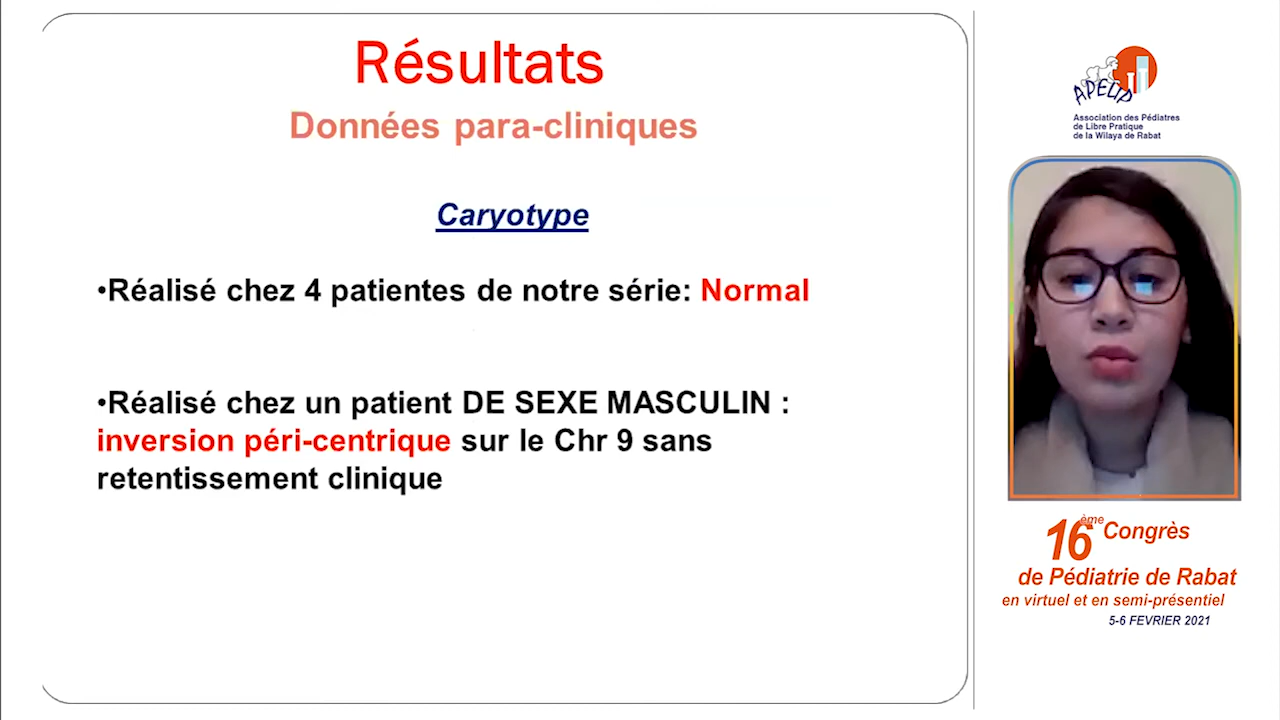 Résultats
Données para-cliniques
Caryotype
•Réalisé chez 4 patientes de notre série: Normal
•Réalisé chez un patient DE SEXE MASCULIN :
inversion péri-centrique sur le Chr 9 sans
retentissement clinique
APELIP
Association des Pédiatres
de Libre Pratique
de la Wilaya de Rabat
16ème Congrès
de Pédiatrie de Rabat
en virtuel et en semi-présentiel
5-6 FEVRIER 2021